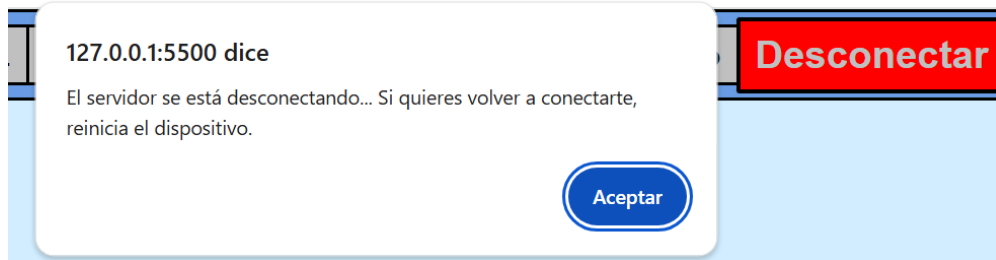 127.0.0.1:5500 dice
Desconectar
El servidor se está desconectando... Si quieres volver a conectarte,
reinicia el dispositivo.
Aceptar